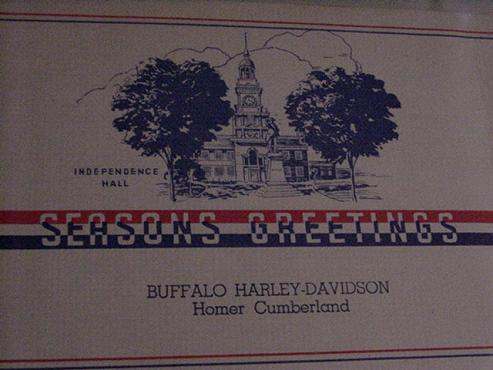 INDEPENDENCE
HALL
SEASONS GREETINGS
BUFFALO HARLEY-DAVIDSON
Homer Cumberland